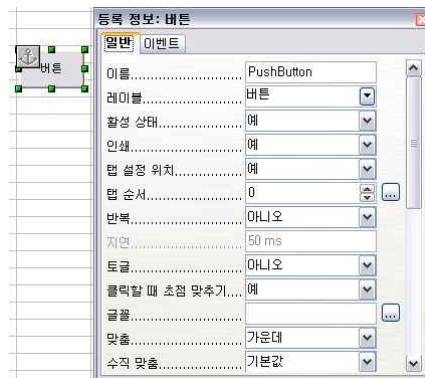 등록 정보: 버튼
일반 이벤트
버튼
이름 PushButton
레이블 버튼
활성 상태 예
인쇄 예
탭 설정 위치 예
탭 순서 0
반복 아니오
지연 50 ms
토글 아니오
클릭할 때 초점 맞추기 예
글꼴
맞춤 가운데
수직 맞춤 기본값